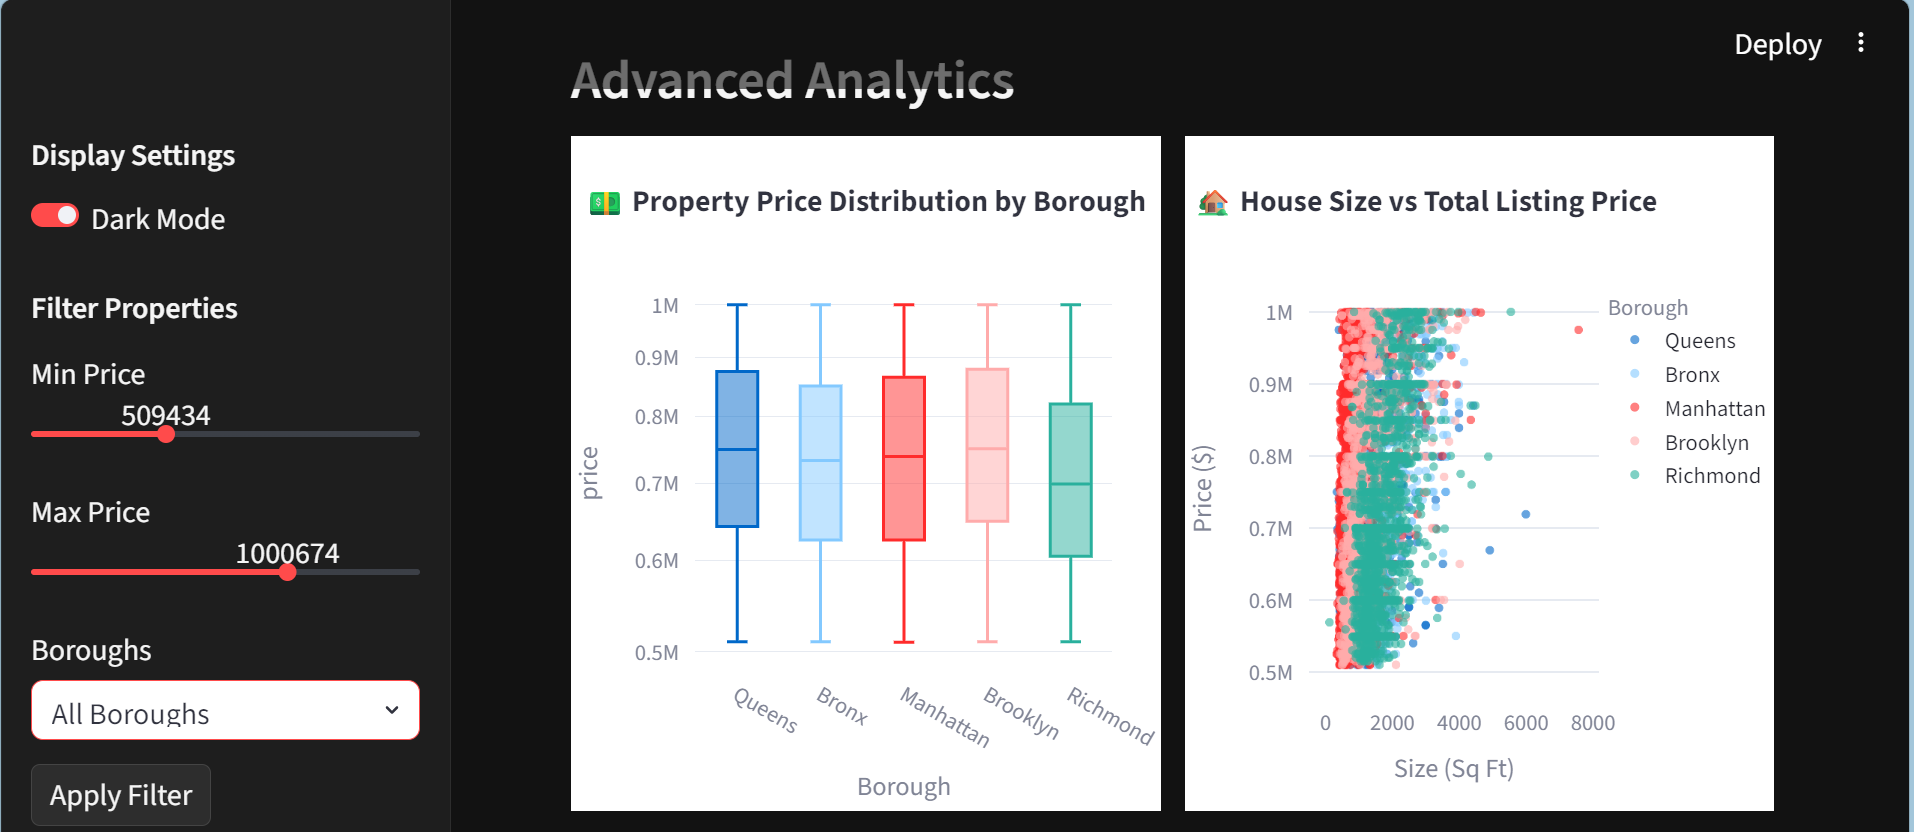 Deploy
Advanced Analytics
Display Settings
Dark Mode
Filter Properties
Min Price
509434
Max Price
1000674
Boroughs
All Boroughs
Apply Filter
Property Price Distribution by Borough
1M
0.9M
0.8M
0.7M
0.6M
0.5M
price
Queens
Bronx
Manhattan
Brooklyn
Richmond
Borough
House Size vs Total Listing Price
1M
0.9M
0.8M
0.7M
0.6M
0.5M
Price ($)
0 2000 4000 6000 8000
Size (Sq Ft)
Borough
Queens
Bronx
Manhattan
Brooklyn
Richmond